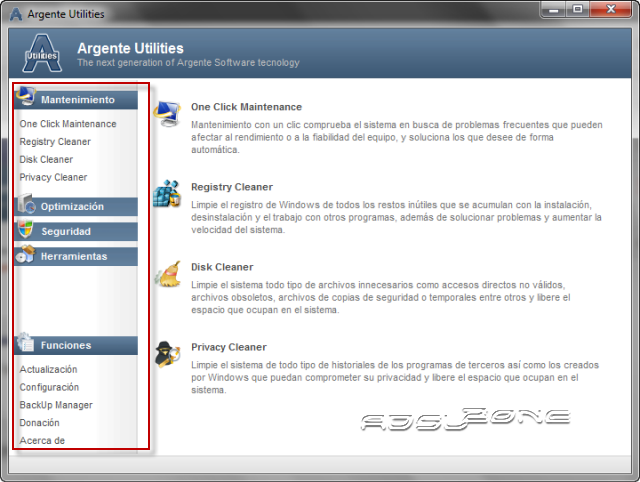 Argente Utilities
Utilities
Argente Utilities
The next generation of Argente Software tecnology
Mantenimiento
One Click Maintenance
Registry Cleaner
Disk Cleaner
Privacy Cleaner
Optimización
Seguridad
Herramientas
Funciones
Actualización
Configuración
BackUp Manager
Donación
Acerca de
One Click Maintenance
Mantenimiento con un clic comprueba el sistema en busca de problemas frecuentes que pueden
afectar al rendimiento o a la fiabilidad del equipo, y soluciona los que desee de forma
automática.
Registry Cleaner
Limpie el registro de Windows de todos los restos inútiles que se acumulan con la instalación,
desinstalación y el trabajo con otros programas, además de solucionar problemas y aumentar la
velocidad del sistema.
Disk Cleaner
Limpie el sistema todo tipo de archivos innecesarios como accesos directos no válidos,
archivos obsoletos, archivos de copias de seguridad o temporales entre otros y libere el
espacio que ocupan en el sistema.
Privacy Cleaner
Limpie el sistema de todo tipo de historiales de los programas de terceros así como los creados
por Windows que puedan comprometer su privacidad y libere el espacio que ocupan en el
sistema.
ADSLZONE